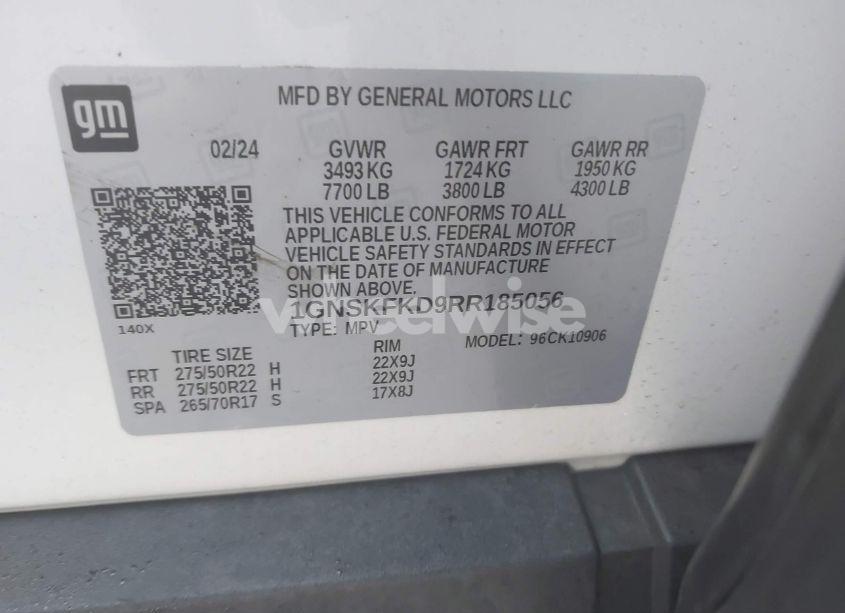 gm
MFD BY GENERAL MOTORS LLC
02/24 GVWR GAWR FRT GAWR RR
3493 KG 1724 KG 1950 KG
7700 LB 3800 LB 4300 LB
THIS VEHICLE CONFORMS TO ALL
APPLICABLE U.S. FEDERAL MOTOR
VEHICLE SAFETY STANDARDS IN EFFECT
ON THE DATE OF MANUFACTURE
SHOWN ABOVE.
1GNSKFKD9RR185056
140X
TYPE: MPV MODEL: 96CK10906
TIRE SIZE RIM
FRT 275/50R22 H 22X9J
RR 275/50R22 H 22X9J
SPA 265/70R17 S 17X8J